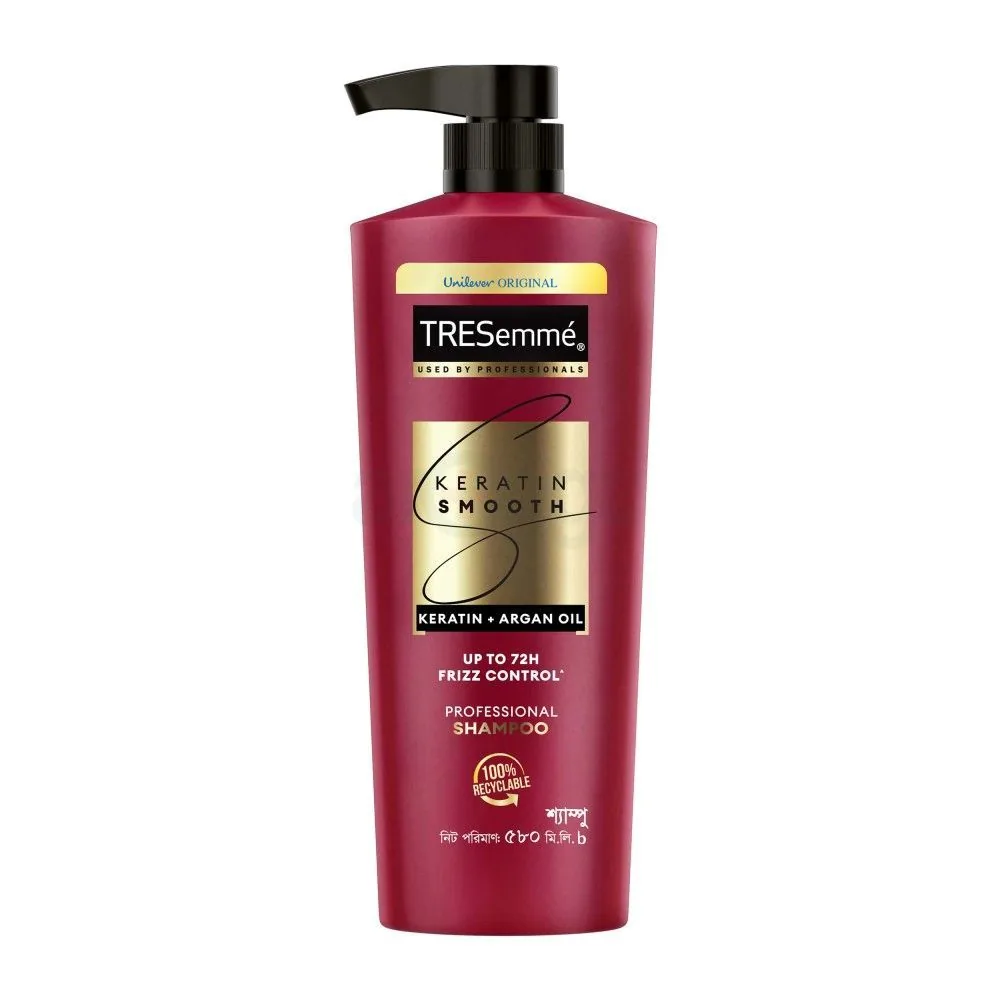 Unilever ORIGINAL
TRESemmé®
USED BY PROFESSIONALS
KERATIN
SMOOTH
KERATIN + ARGAN OIL
UP TO 72H
FRIZZ CONTROL^
PROFESSIONAL
SHAMPOO
100%
RECYCLABLE
শ্যাম্পু
নিট পরিমাণ: ৫৮০ মি.লি. b